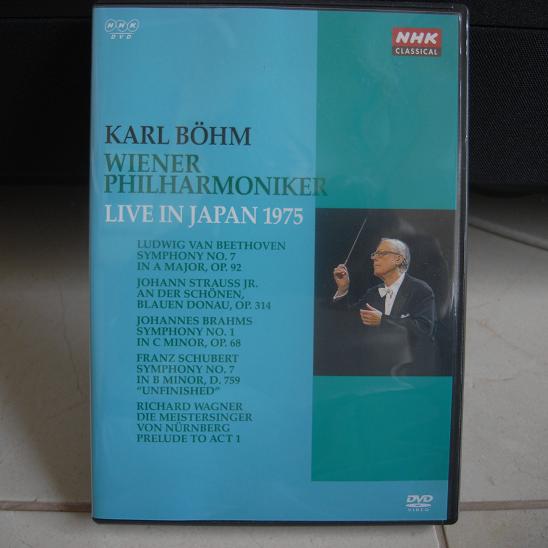 NHK
DVD
NHK
CLASSICAL
KARL BÖHM
WIENER
PHILHARMONIKER
LIVE IN JAPAN 1975
LUDWIG VAN BEETHOVEN
SYMPHONY NO. 7
IN A MAJOR, OP. 92
JOHANN STRAUSS JR.
AN DER SCHÖNEN,
BLAUEN DONAU, OP. 314
JOHANNES BRAHMS
SYMPHONY NO. 1
IN C MINOR, OP. 68
FRANZ SCHUBERT
SYMPHONY NO. 7
IN B MINOR, D. 759
"UNFINISHED"
RICHARD WAGNER
DIE MEISTERSINGER
VON NÜRNBERG
PRELUDE TO ACT 1
DVD
VIDEO